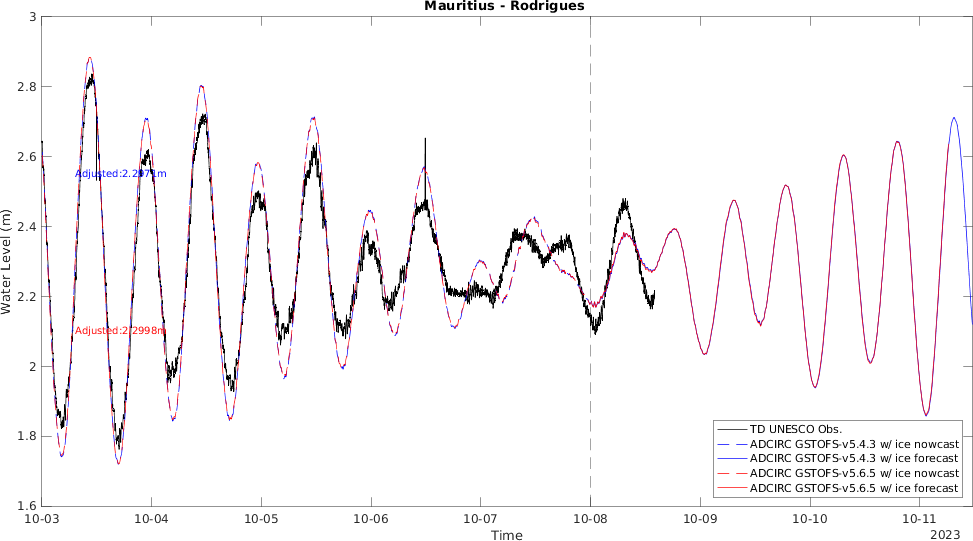 Mauritius - Rodrigues
3
2.8
2.6
2.4
2.2
2
1.8
1.6
Water Level (m)
Adjusted:2.2971m
Adjusted:2.2998m
TD UNESCO Obs.
ADCIRC GSTOFS-v5.4.3 w/ ice nowcast
ADCIRC GSTOFS-v5.4.3 w/ ice forecast
ADCIRC GSTOFS-v5.6.5 w/ ice nowcast
ADCIRC GSTOFS-v5.6.5 w/ ice forecast
10-03 10-04 10-05 10-06 10-07 10-08 10-09 10-10 10-11
Time
2023